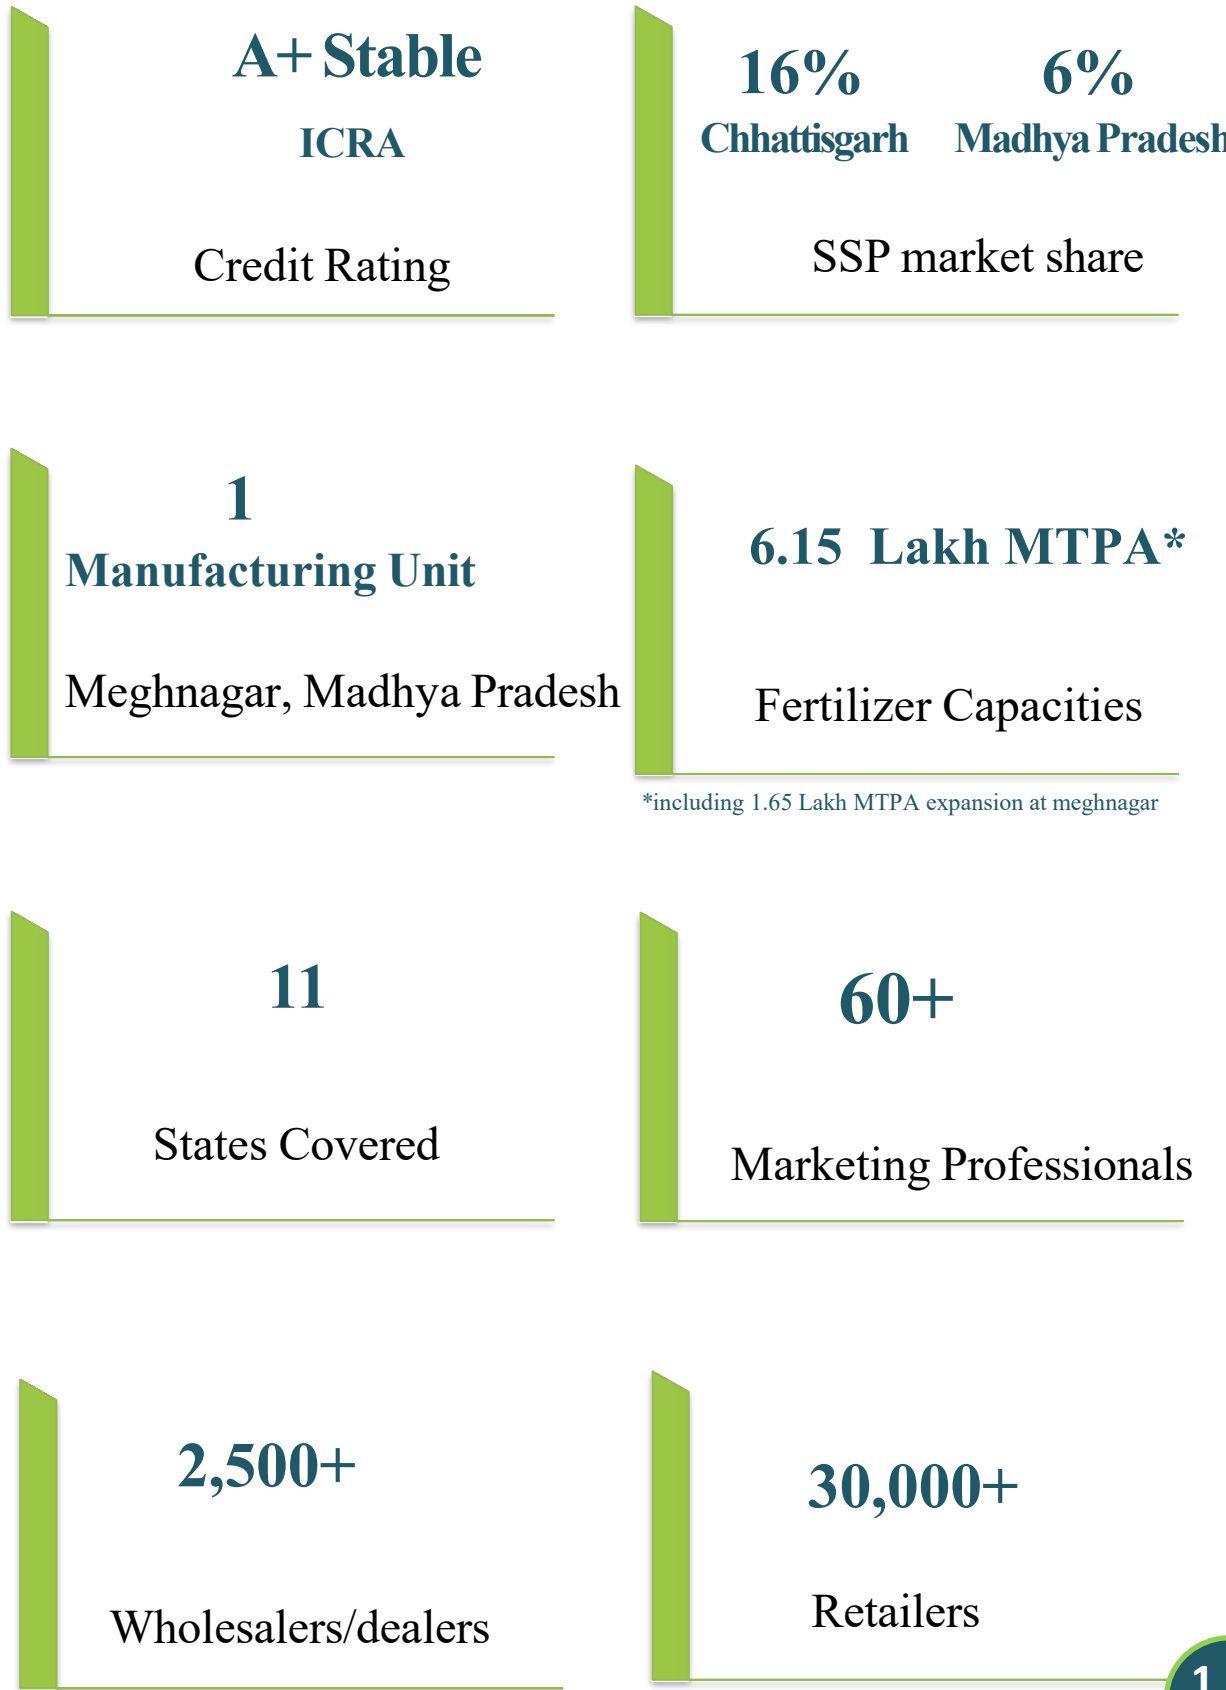 A+ Stable
ICRA
Credit Rating
16% 6%
Chhattisgarh Madhya Pradesh
SSP market share
1
Manufacturing Unit
Meghnagar, Madhya Pradesh
6.15 Lakh MTPA*
Fertilizer Capacities
*including 1.65 Lakh MTPA expansion at meghnagar
11
States Covered
60+
Marketing Professionals
2,500+
Wholesalers/dealers
30,000+
Retailers
1